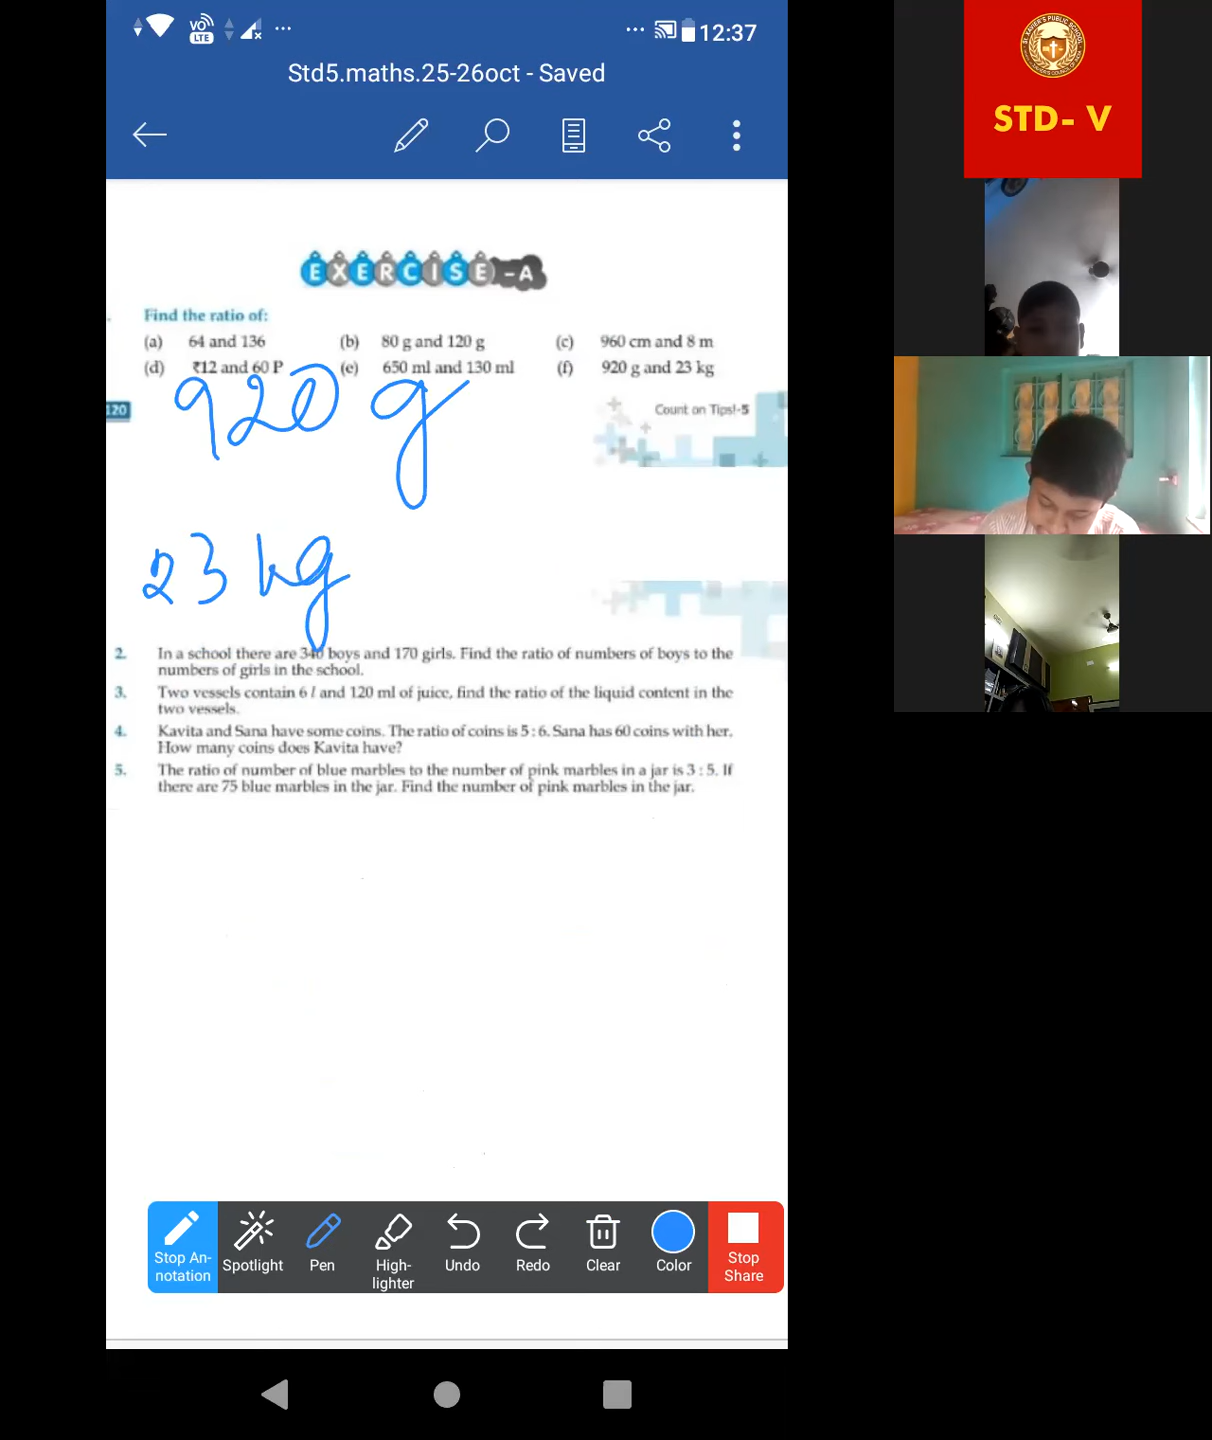 VO
LTE
12:37
Std5.maths.25-26oct - Saved
EXERCISE-A
Find the ratio of:
(a) 64 and 136 (b) 80 g and 120 g (c) 960 cm and 8 m
(d) ₹12 and 60 P (e) 650 ml and 130 ml (f) 920 g and 23 kg
120
Count on Tips!-5
920 g
23 kg
2. In a school there are 340 boys and 170 girls. Find the ratio of numbers of boys to the
numbers of girls in the school.
3. Two vessels contain 6 l and 120 ml of juice, find the ratio of the liquid content in the
two vessels.
4. Kavita and Sana have some coins. The ratio of coins is 5 : 6. Sana has 60 coins with her.
How many coins does Kavita have?
5. The ratio of number of blue marbles to the number of pink marbles in a jar is 3 : 5. If
there are 75 blue marbles in the jar. Find the number of pink marbles in the jar.
Stop An-
notation
Spotlight
Pen
High-
lighter
Undo
Redo
Clear
Color
Stop
Share
STD- V